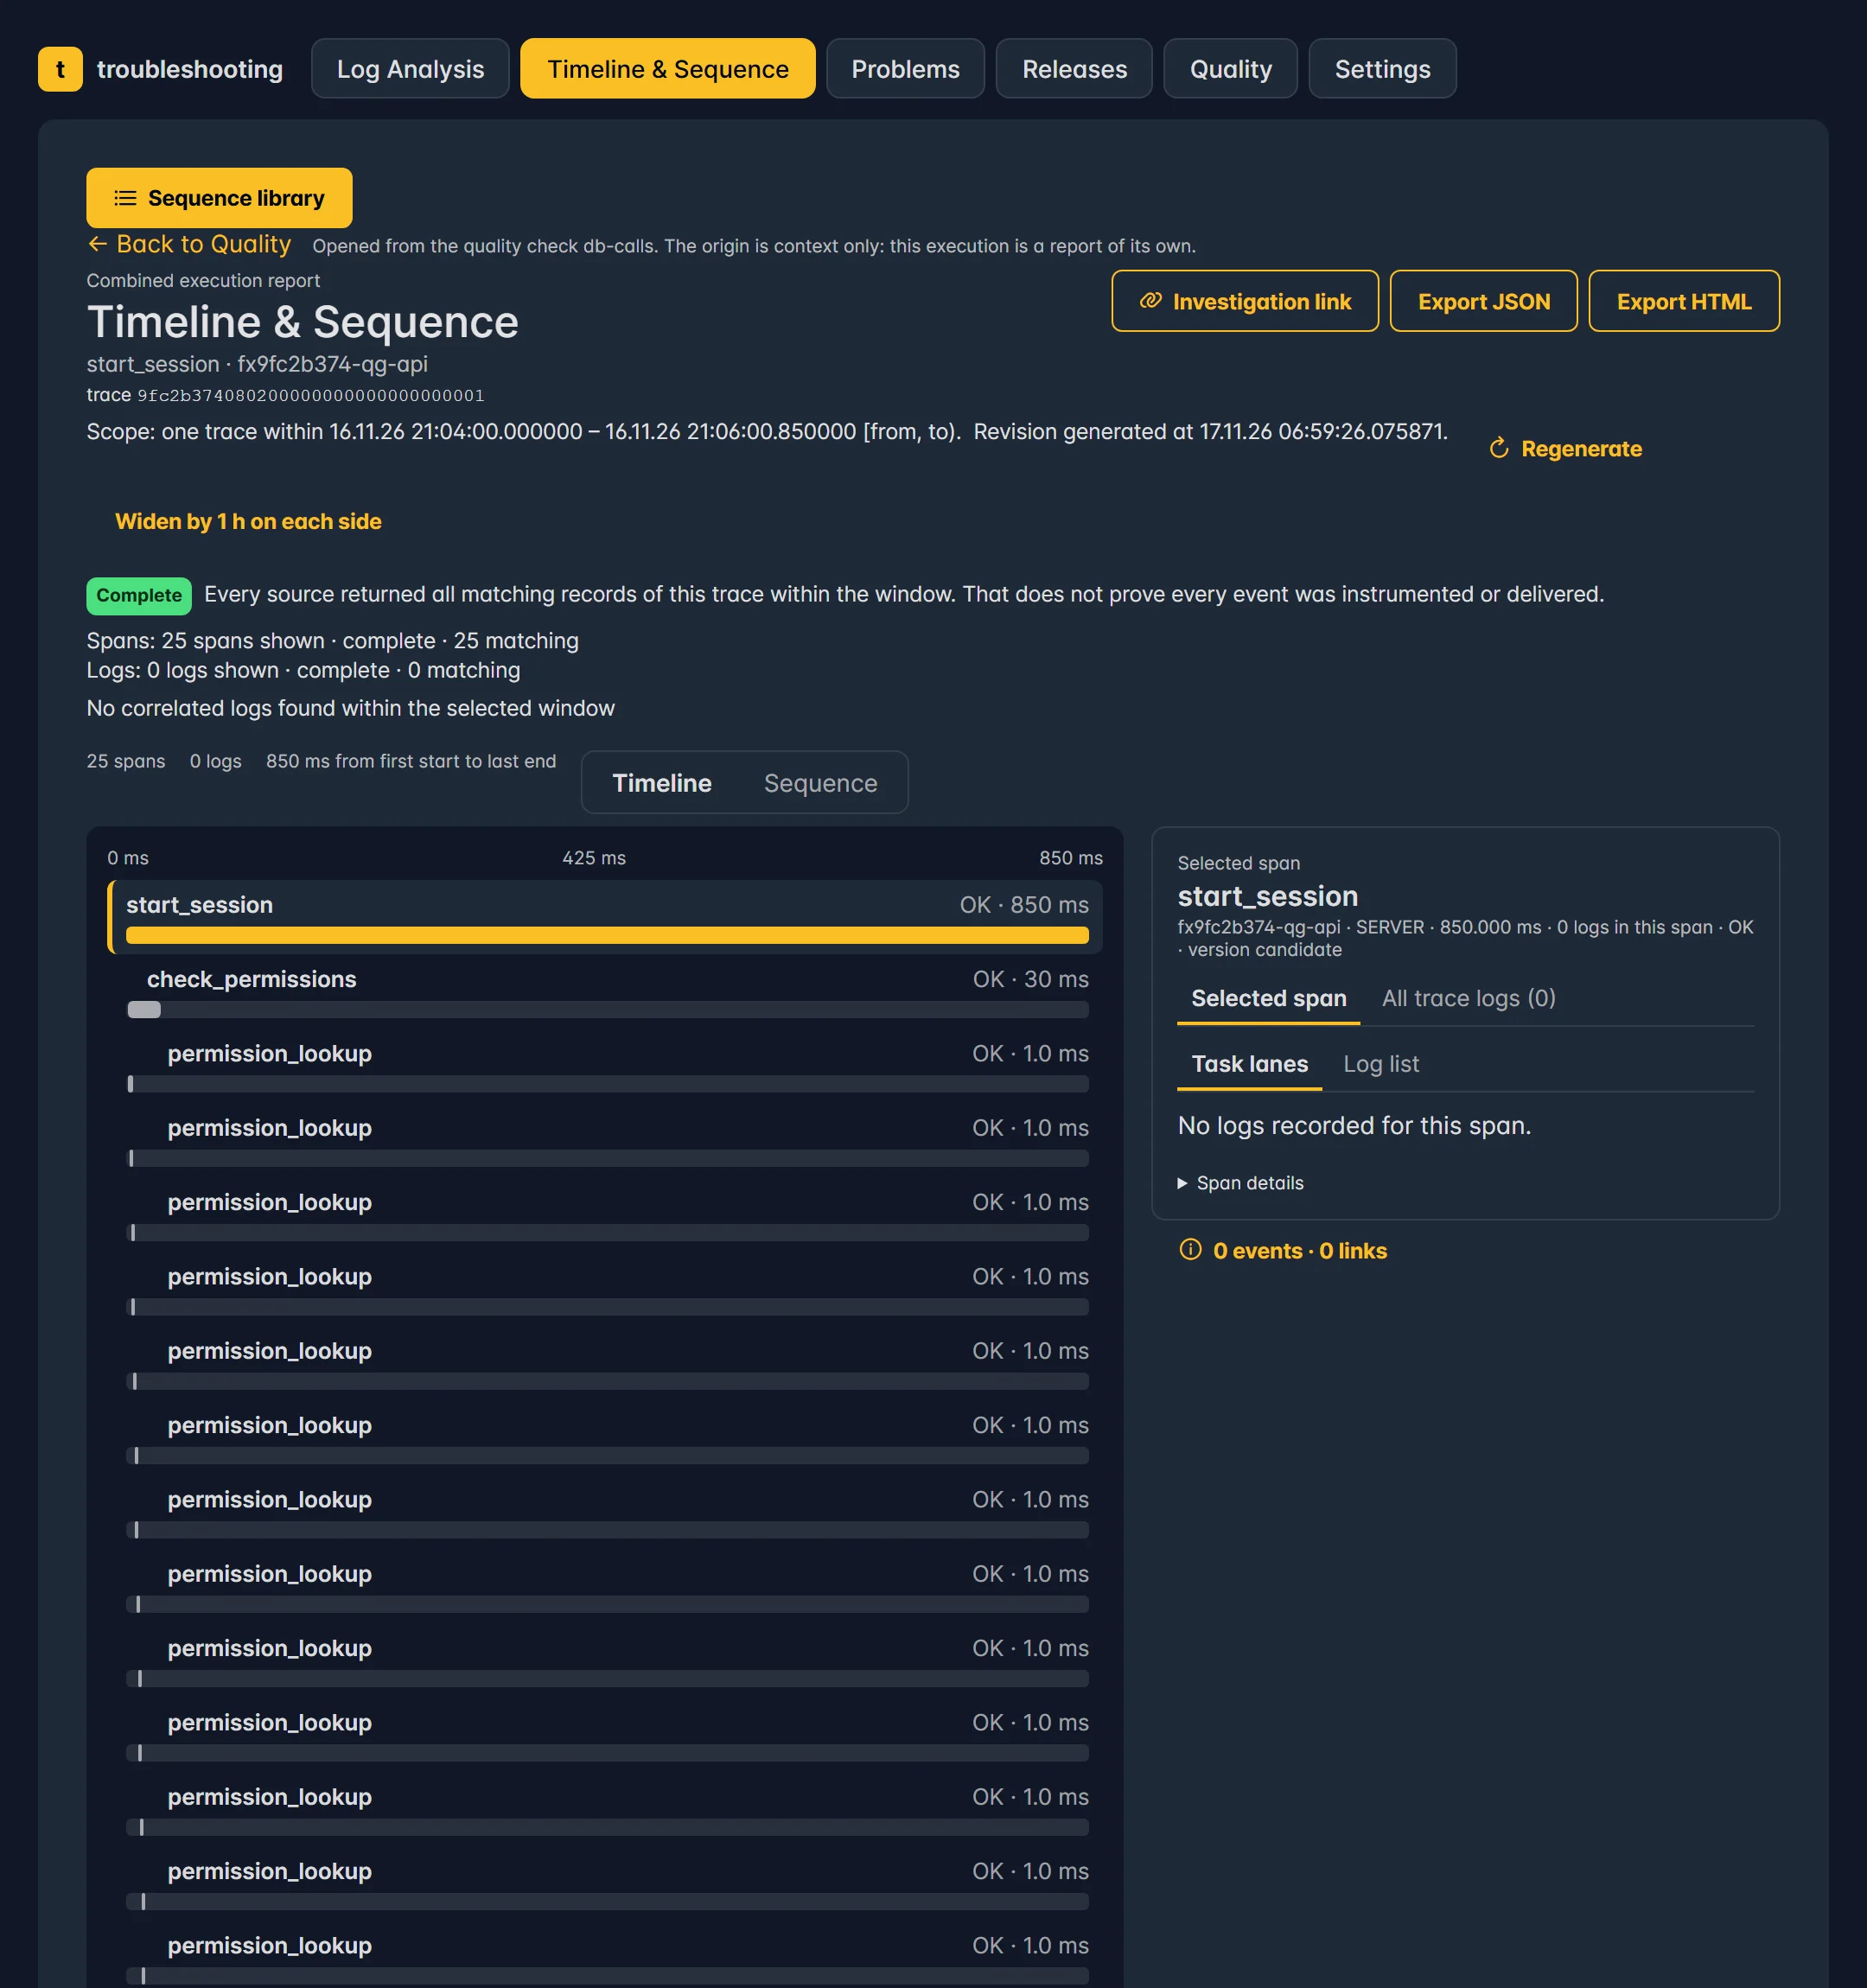 t troubleshooting Log Analysis Timeline & Sequence Problems Releases Quality Settings
Sequence library
← Back to Quality Opened from the quality check db-calls. The origin is context only: this execution is a report of its own.
Combined execution report
Investigation link Export JSON Export HTML
Timeline & Sequence
start_session · fx9fc2b374-qg-api
trace 9fc2b374080200000000000000000001
Scope: one trace within 16.11.26 21:04:00.000000 – 16.11.26 21:06:00.850000 [from, to). Revision generated at 17.11.26 06:59:26.075871.
Regenerate
Widen by 1 h on each side
Complete Every source returned all matching records of this trace within the window. That does not prove every event was instrumented or delivered.
Spans: 25 spans shown · complete · 25 matching
Logs: 0 logs shown · complete · 0 matching
No correlated logs found within the selected window
25 spans 0 logs 850 ms from first start to last end
Timeline Sequence
0 ms 425 ms 850 ms
start_session OK · 850 ms
check_permissions OK · 30 ms
permission_lookup OK · 1.0 ms
permission_lookup OK · 1.0 ms
permission_lookup OK · 1.0 ms
permission_lookup OK · 1.0 ms
permission_lookup OK · 1.0 ms
permission_lookup OK · 1.0 ms
permission_lookup OK · 1.0 ms
permission_lookup OK · 1.0 ms
permission_lookup OK · 1.0 ms
permission_lookup OK · 1.0 ms
permission_lookup OK · 1.0 ms
permission_lookup OK · 1.0 ms
permission_lookup OK · 1.0 ms
Selected span
start_session
fx9fc2b374-qg-api · SERVER · 850.000 ms · 0 logs in this span · OK
· version candidate
Selected span All trace logs (0)
Task lanes Log list
No logs recorded for this span.
▶ Span details
0 events · 0 links